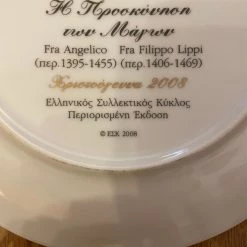 Η Προσκύνηση
των Μάγων
Fra Angelico Fra Filippo Lippi
(περ.1395-1455) (περ.1406-1469)
Χριστούγεννα 2008
Ελληνικός Συλλεκτικός Κύκλος
Περιορισμένη Έκδοση
© ΕΣΚ 2008